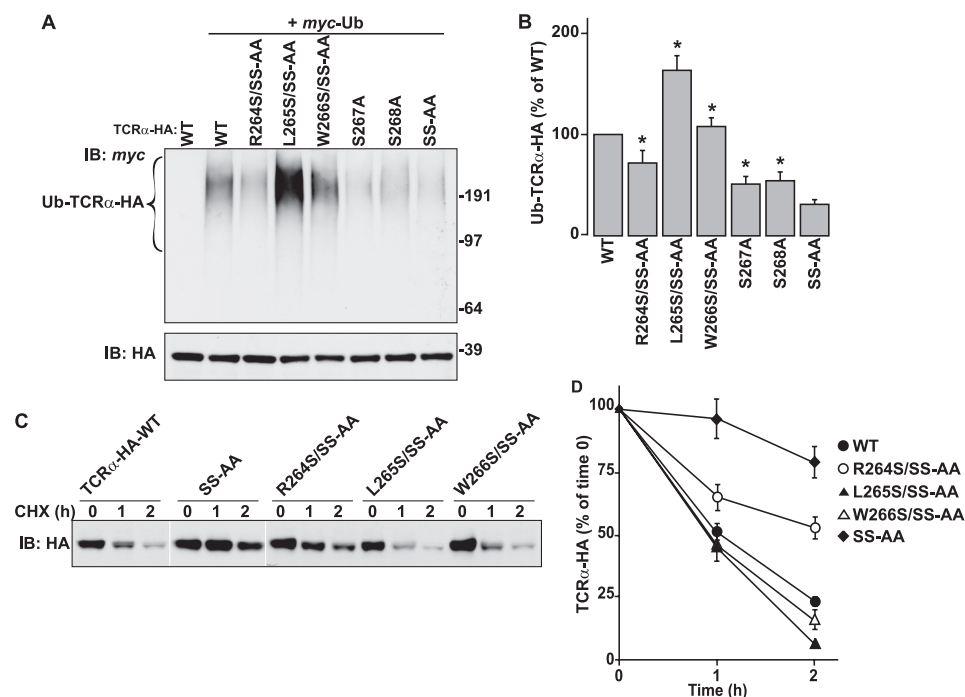 A
+ myc-Ub
TCRα-HA:
WT
WT
R264S/SS-AA
L265S/SS-AA
W266S/SS-AA
S267A
S268A
SS-AA
IB: myc
Ub-TCRα-HA
-191
-97
-64
-39
IB: HA
B
Ub-TCRα-HA (% of WT)
200
100
0
*
*
*
*
*
WT
R264S/SS-AA
L265S/SS-AA
W266S/SS-AA
S267A
S268A
SS-AA
C
TCRα-HA-WT
SS-AA
R264S/SS-AA
L265S/SS-AA
W266S/SS-AA
CHX (h) 0 1 2 0 1 2 0 1 2 0 1 2 0 1 2
IB: HA
D
TCRα-HA (% of time 0)
100
75
50
25
0
0 1 2
Time (h)
WT
R264S/SS-AA
L265S/SS-AA
W266S/SS-AA
SS-AA